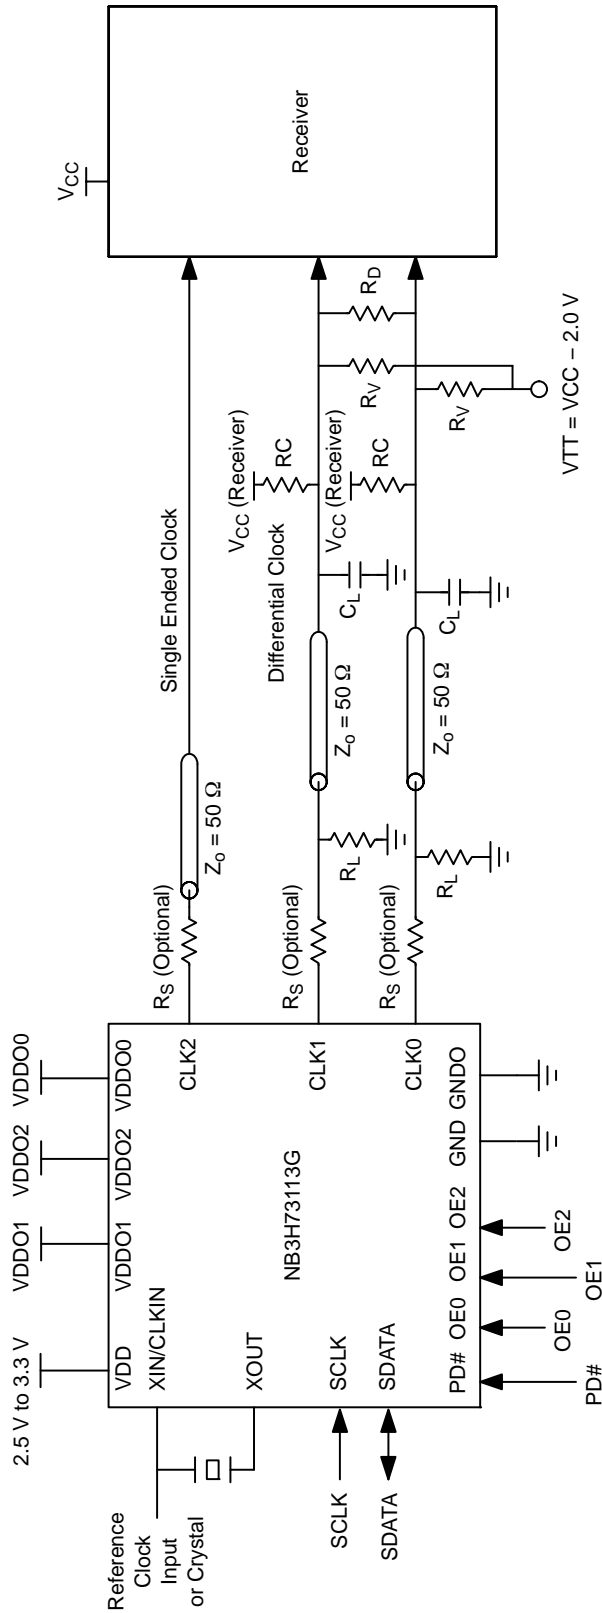 2.5 V to 3.3 V
VDDO1
VDDO2
VDDO0
VCC
VDD
VDDO1
VDDO2
VDDO0
Reference
Clock
Input
or Crystal
XIN/CLKIN
XOUT
SCLK
SCLK
SDATA
SDATA
NB3H73113G
CLK2
CLK1
CLK0
PD#
OE0
OE1
OE2
GND
GNDO
PD#
OE0
OE1
OE2
RS (Optional)
Zo = 50 Ω
Single Ended Clock
RS (Optional)
RL
Zo = 50 Ω
Differential Clock
CL
VCC (Receiver)
RC
RV
RD
RS (Optional)
RL
Zo = 50 Ω
CL
VCC (Receiver)
RC
RV
VTT = VCC – 2.0 V
Receiver